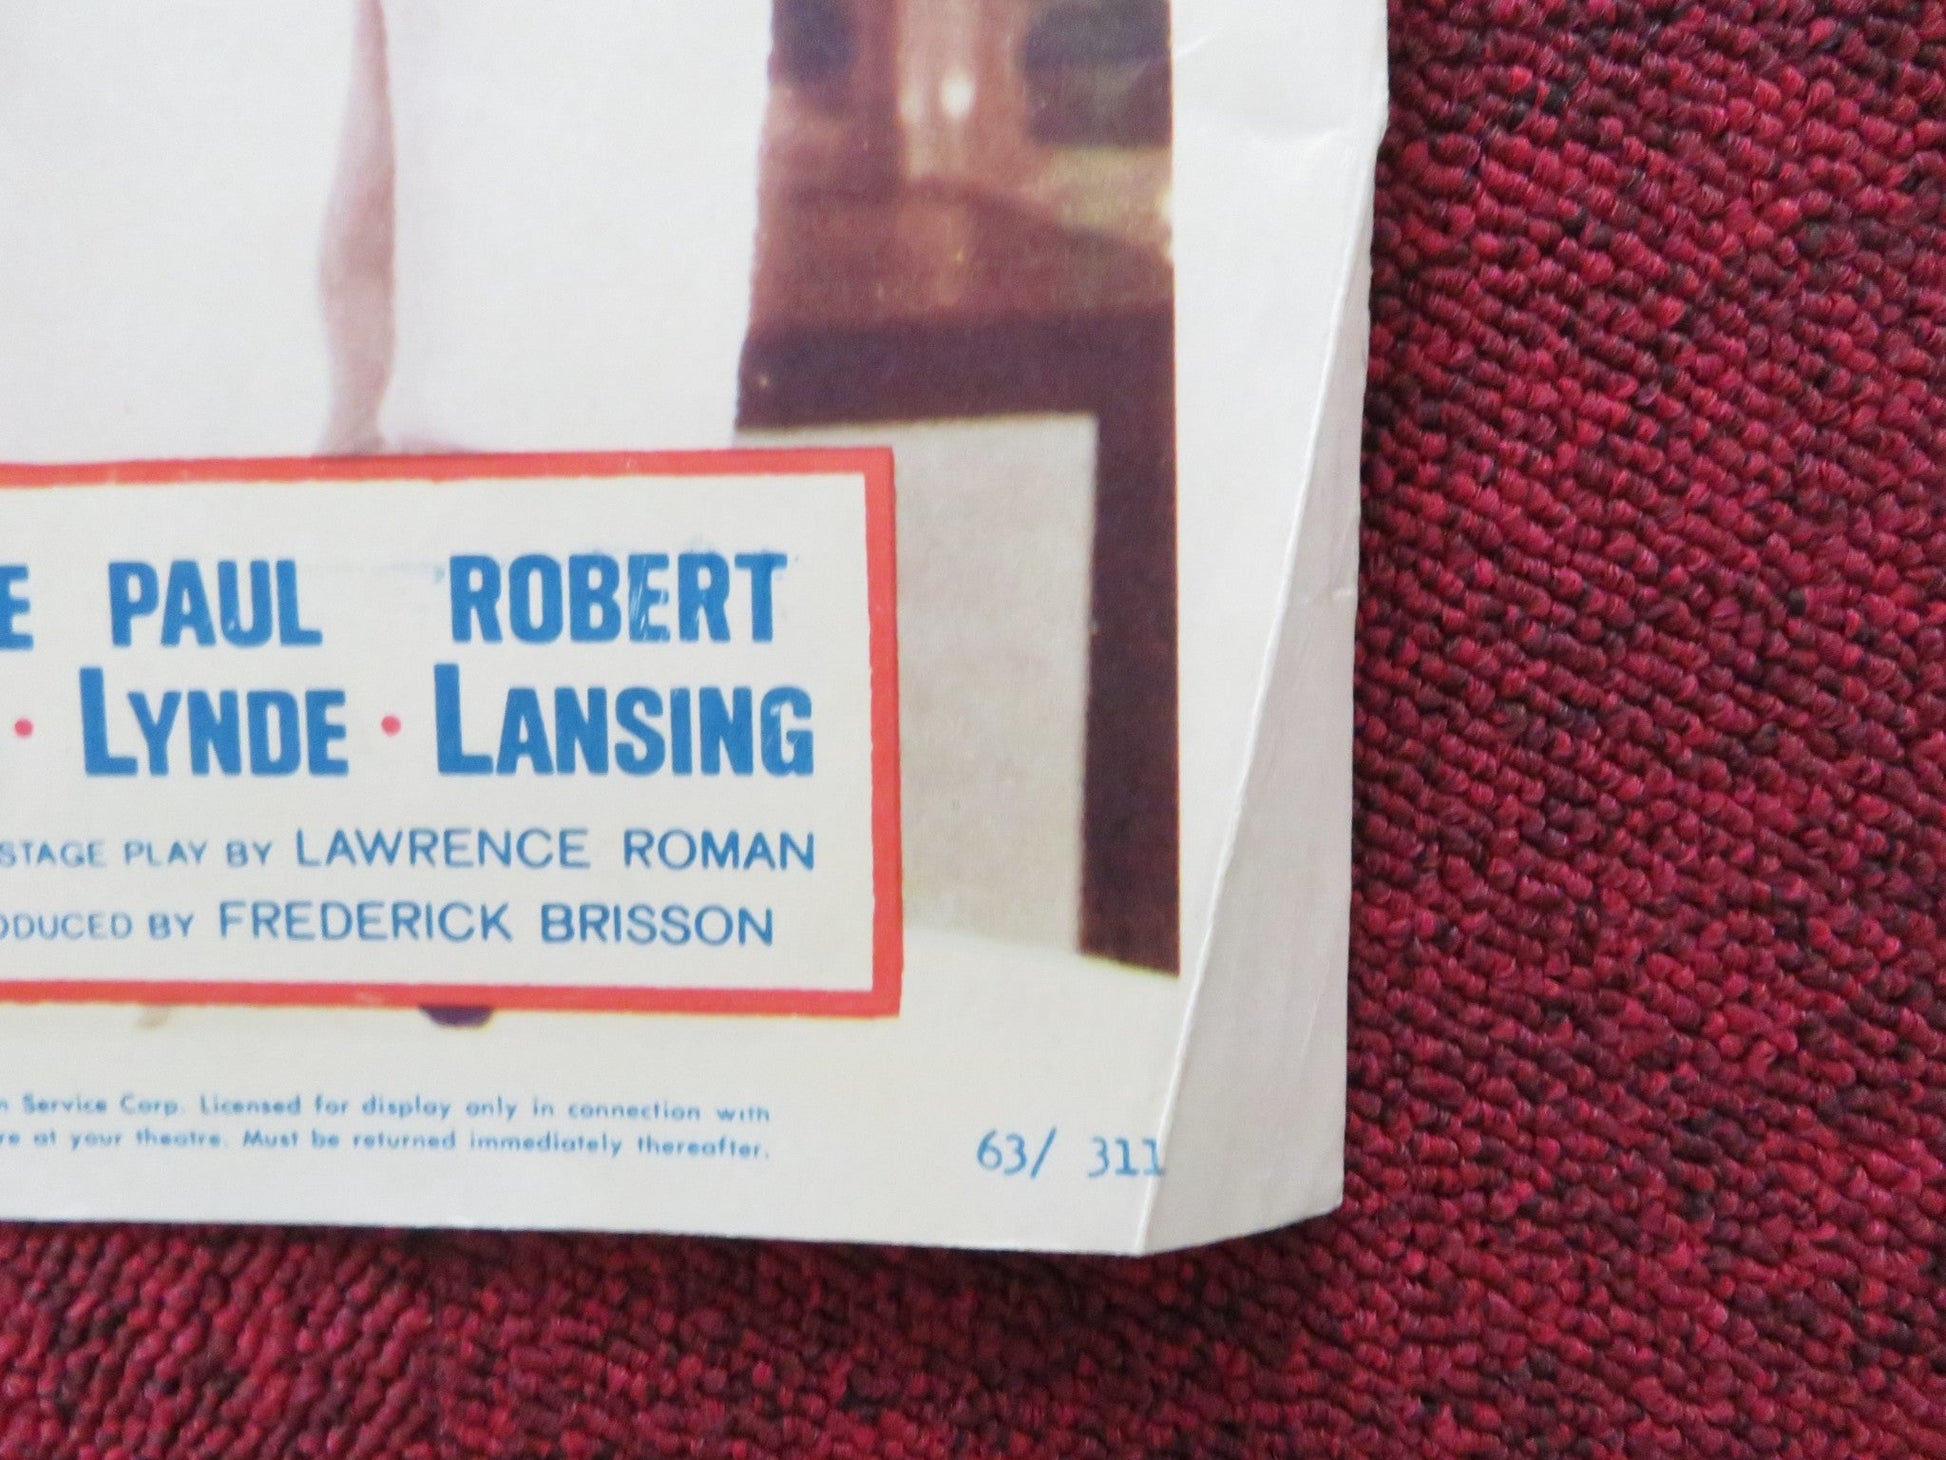 PAUL ROBERT
· LYNDE · LANSING
STAGE PLAY BY LAWRENCE ROMAN
BY FREDERICK BRISSON
Service Corp. Licensed for display only in connection with
at your theatre. Must be returned immediately thereafter.
63/ 311